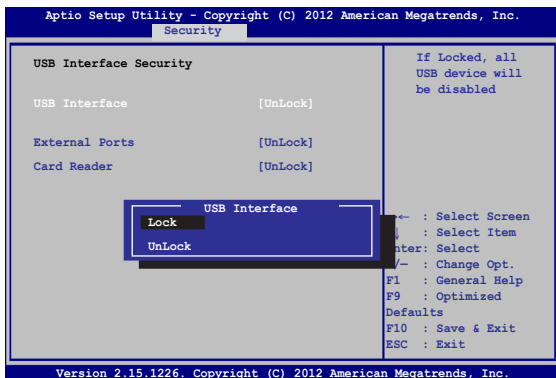 Aptio Setup Utility - Copyright (C) 2012 American Megatrends, Inc.
Security
USB Interface Security
USB Interface [UnLock]
External Ports [UnLock]
Card Reader [UnLock]
If Locked, all
USB device will
be disabled
USB Interface
Lock
UnLock
→← : Select Screen
: Select Item
nter: Select
/— : Change Opt.
F1 : General Help
F9 : Optimized
Defaults
F10 : Save & Exit
ESC : Exit
Version 2.15.1226. Copyright (C) 2012 American Megatrends, Inc.